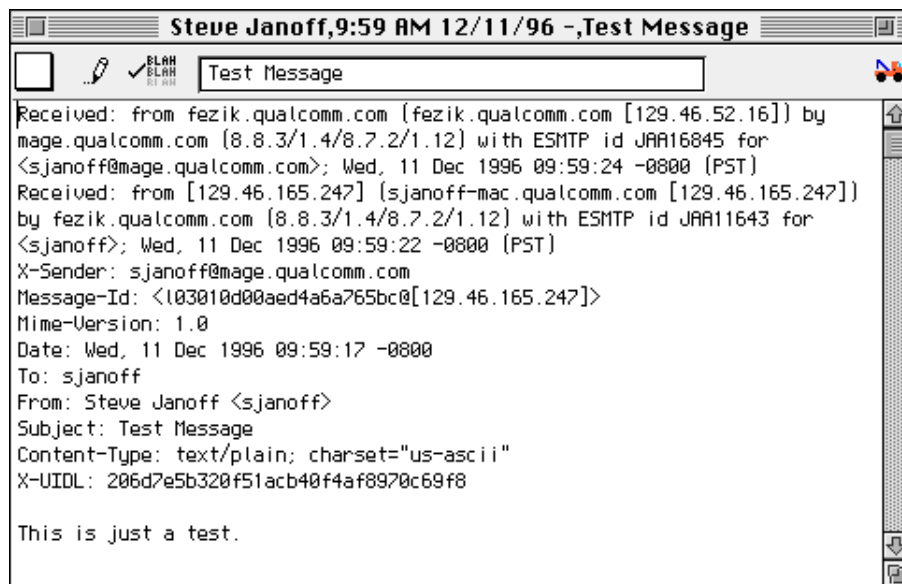 Steve Janoff,9:59 AM 12/11/96 -,Test Message
BLAH
BLAH
BLAH
Test Message
Received: from fezik.qualcomm.com (fezik.qualcomm.com [129.46.52.16]) by
mage.qualcomm.com (8.8.3/1.4/8.7.2/1.12) with ESMTP id JAA16845 for
<sjanoff@mage.qualcomm.com>; Wed, 11 Dec 1996 09:59:24 -0800 (PST)
Received: from [129.46.165.247] (sjanoff-mac.qualcomm.com [129.46.165.247])
by fezik.qualcomm.com (8.8.3/1.4/8.7.2/1.12) with ESMTP id JAA11643 for
<sjanoff>; Wed, 11 Dec 1996 09:59:22 -0800 (PST)
X-Sender: sjanoff@mage.qualcomm.com
Message-Id: <l03010d00aed4a6a765bc@[129.46.165.247]>
Mime-Version: 1.0
Date: Wed, 11 Dec 1996 09:59:17 -0800
To: sjanoff
From: Steve Janoff <sjanoff>
Subject: Test Message
Content-Type: text/plain; charset="us-ascii"
X-UIDL: 206d7e5b320f51acb40f4af8970c69f8
This is just a test.